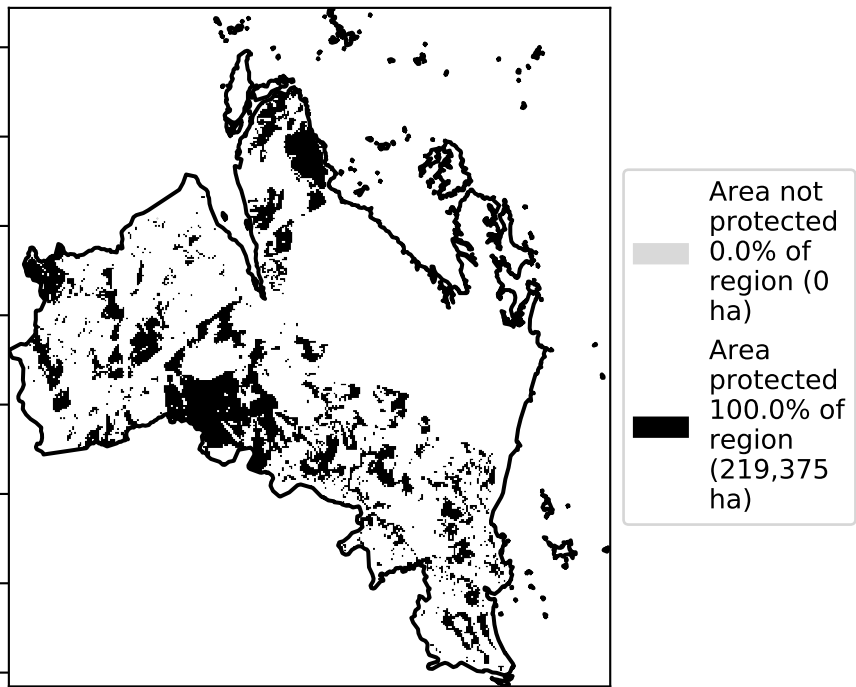 Area not
protected
0.0% of
region (0
ha)
Area
protected
100.0% of
region
(219,375
ha)